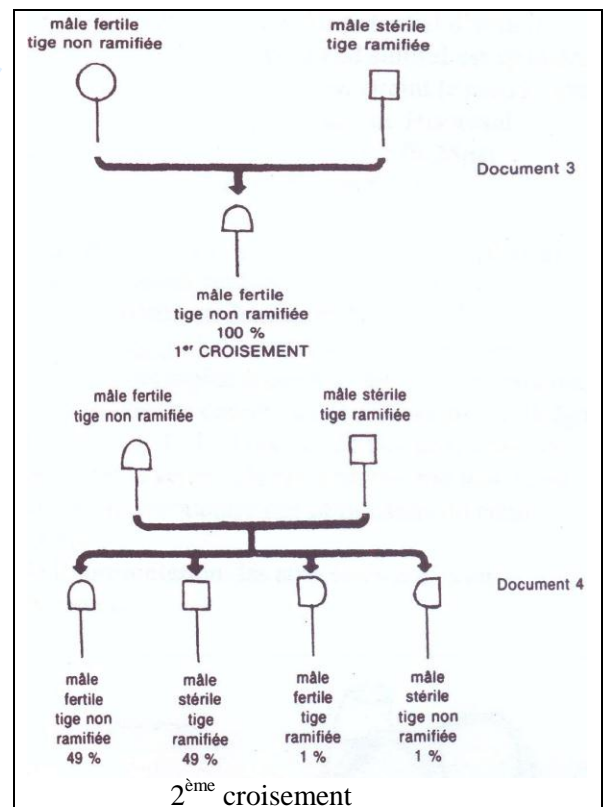 mâle fertile
tige non ramifiée
mâle stérile
tige ramifiée
Document 3
mâle fertile
tige non ramifiée
100 %
1er CROISEMENT
mâle fertile
tige non ramifiée
mâle stérile
tige ramifiée
Document 4
mâle
fertile
tige non
ramifiée
49 %
mâle
stérile
tige
ramifiée
49 %
mâle
fertile
tige
ramifiée
1 %
mâle
stérile
tige non
ramifiée
1 %
2ème croisement